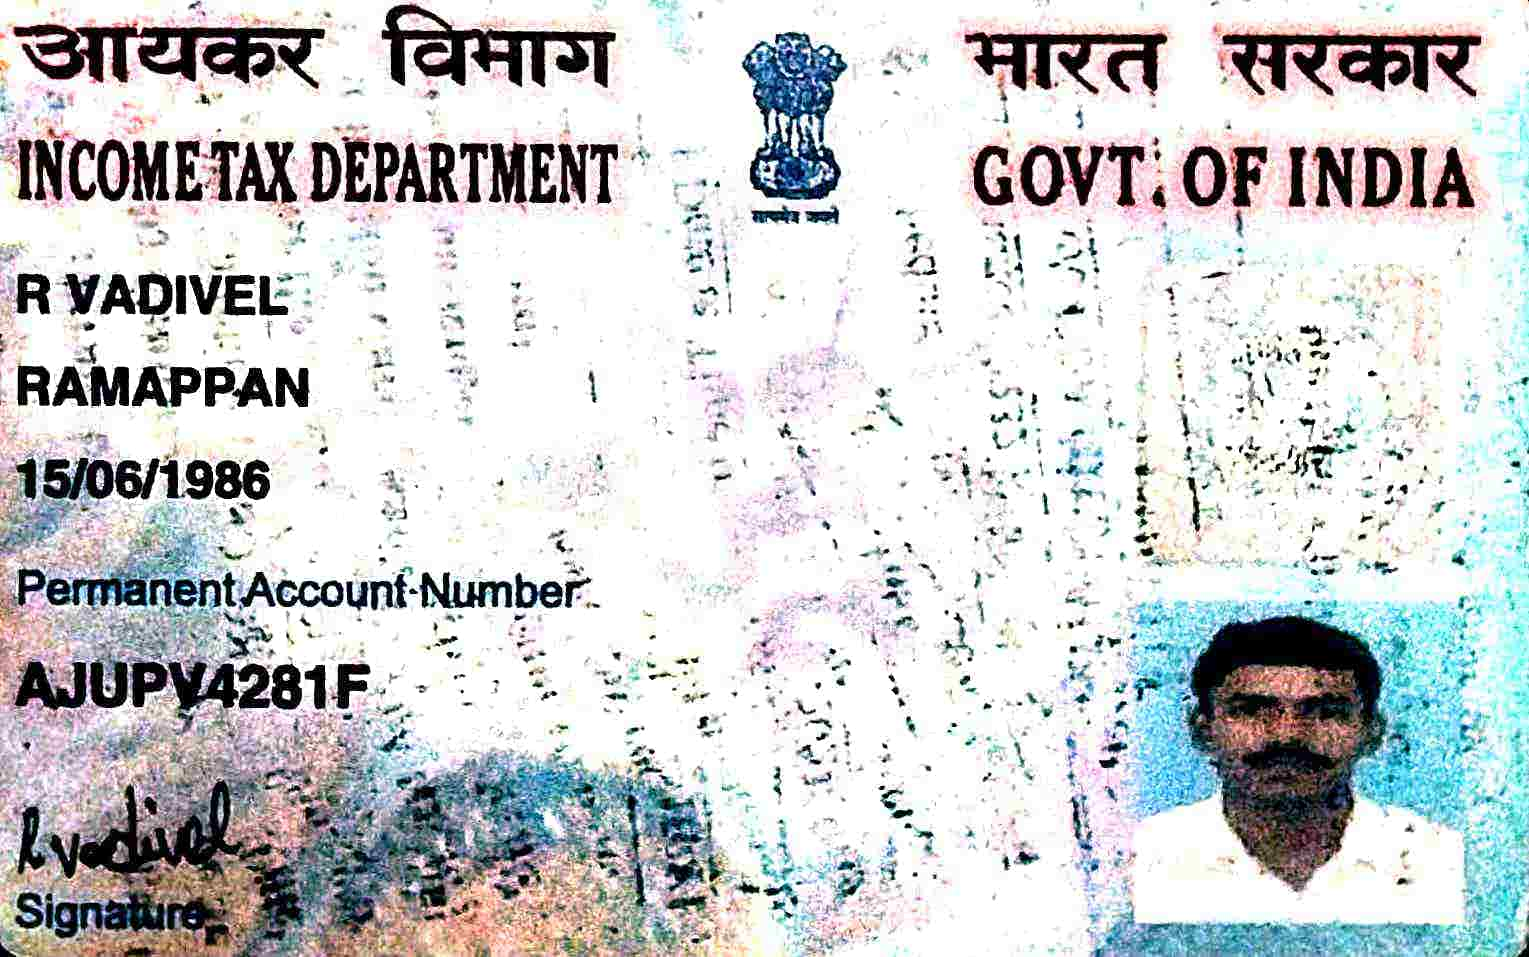 आयकर विभाग
INCOME TAX DEPARTMENT
भारत सरकार
GOVT. OF INDIA
सत्यमेव जयते
R VADIVEL
RAMAPPAN
15/06/1986
Permanent Account Number
AJUPV4281F
R Vadivel
Signature